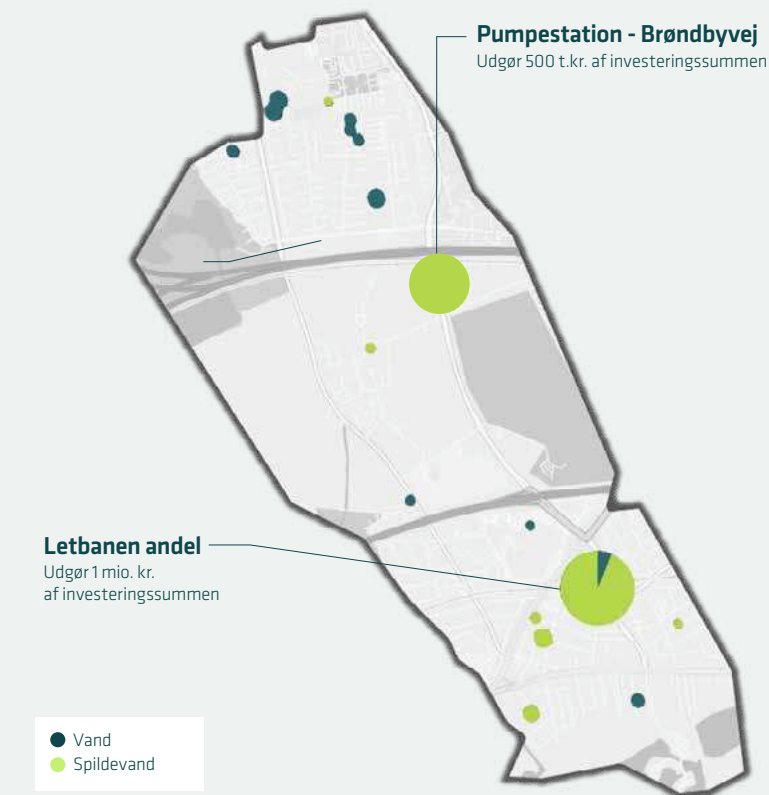 Pumpestation - Brøndbyvej
Udgør 500 t.kr. af investeringssummen
Letbanen andel
Udgør 1 mio. kr.
af investeringssummen
Vand
Spildevand